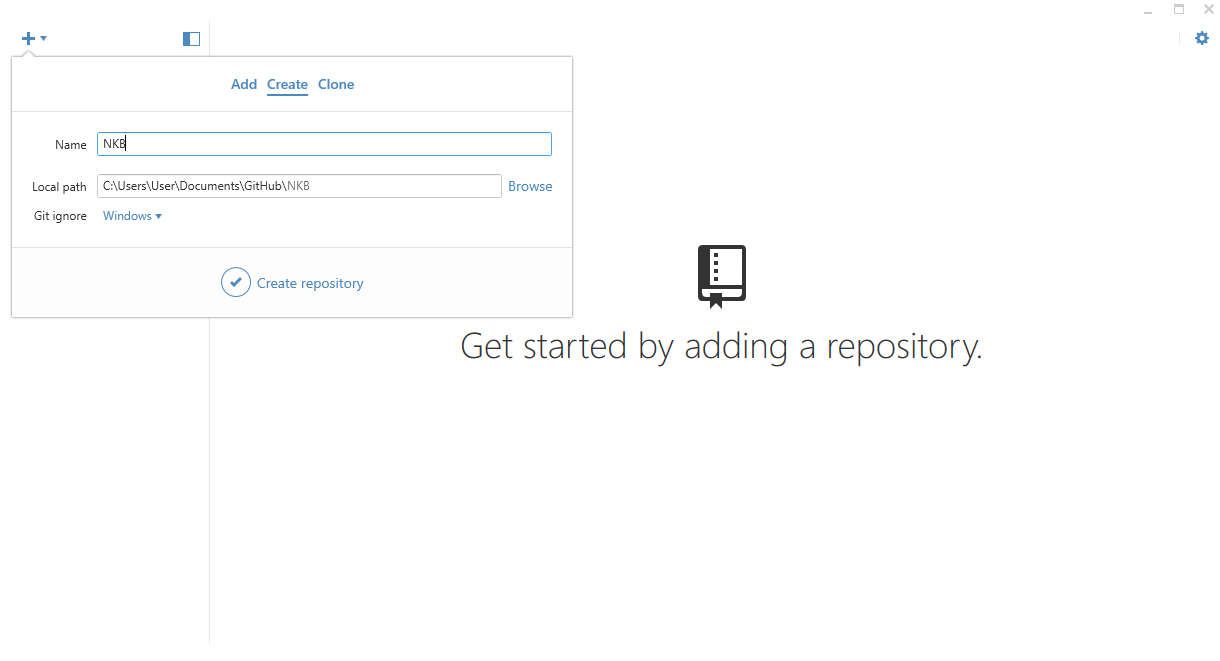 Add Create Clone
Name NKB
Local path C:\Users\User\Documents\GitHub\NKB Browse
Git ignore Windows
Create repository
Get started by adding a repository.